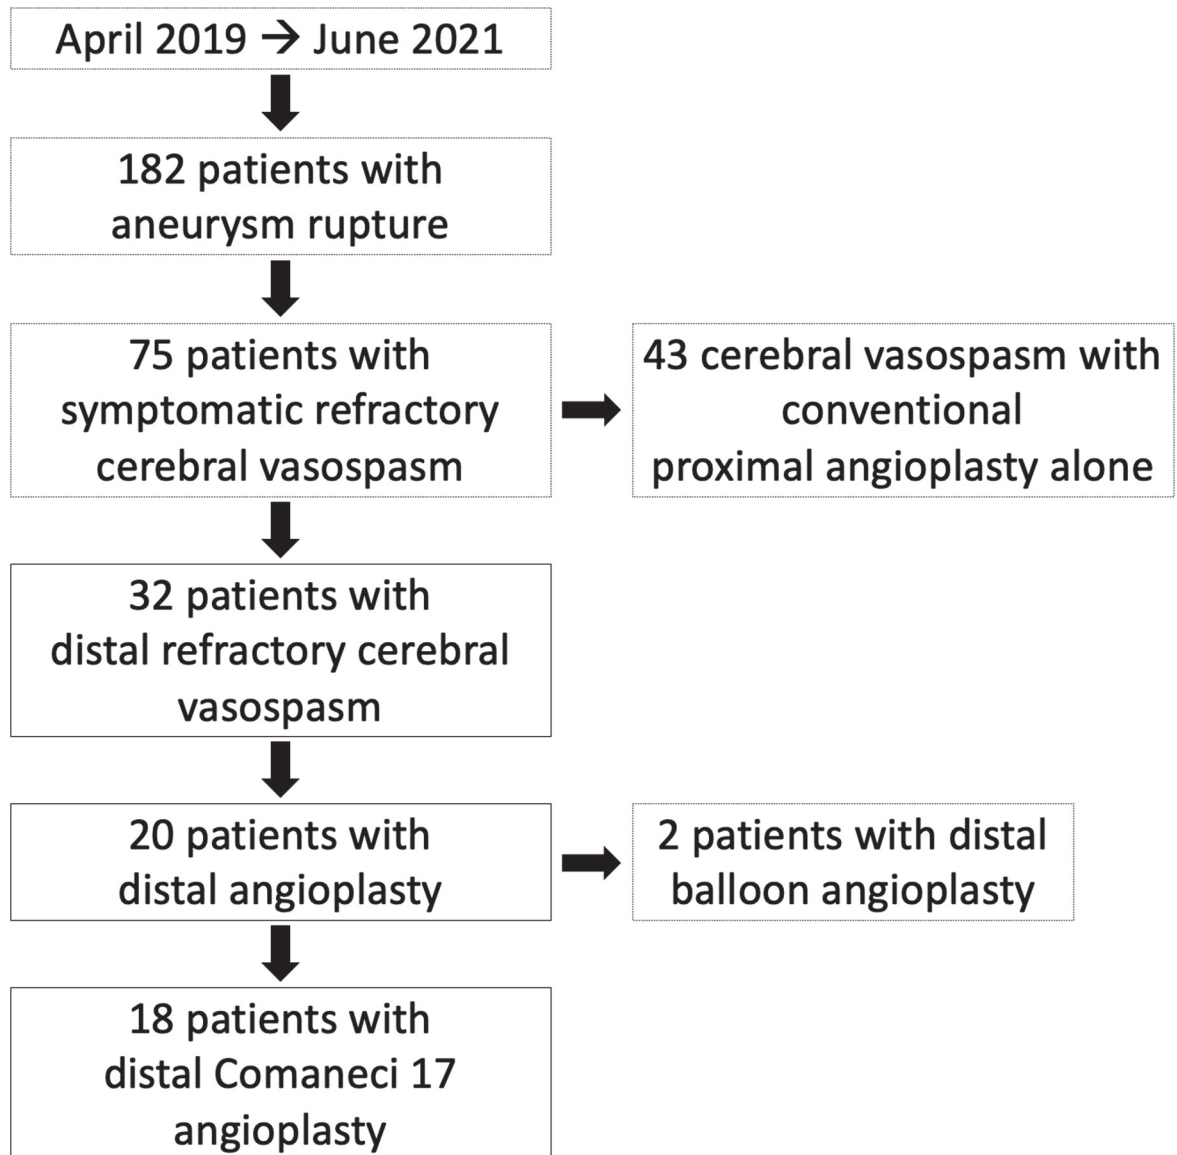 April 2019 → June 2021
182 patients with
aneurysm rupture
75 patients with
symptomatic refractory
cerebral vasospasm
43 cerebral vasospasm with
conventional
proximal angioplasty alone
32 patients with
distal refractory cerebral
vasospasm
20 patients with
distal angioplasty
2 patients with distal
balloon angioplasty
18 patients with
distal Comaneci 17
angioplasty